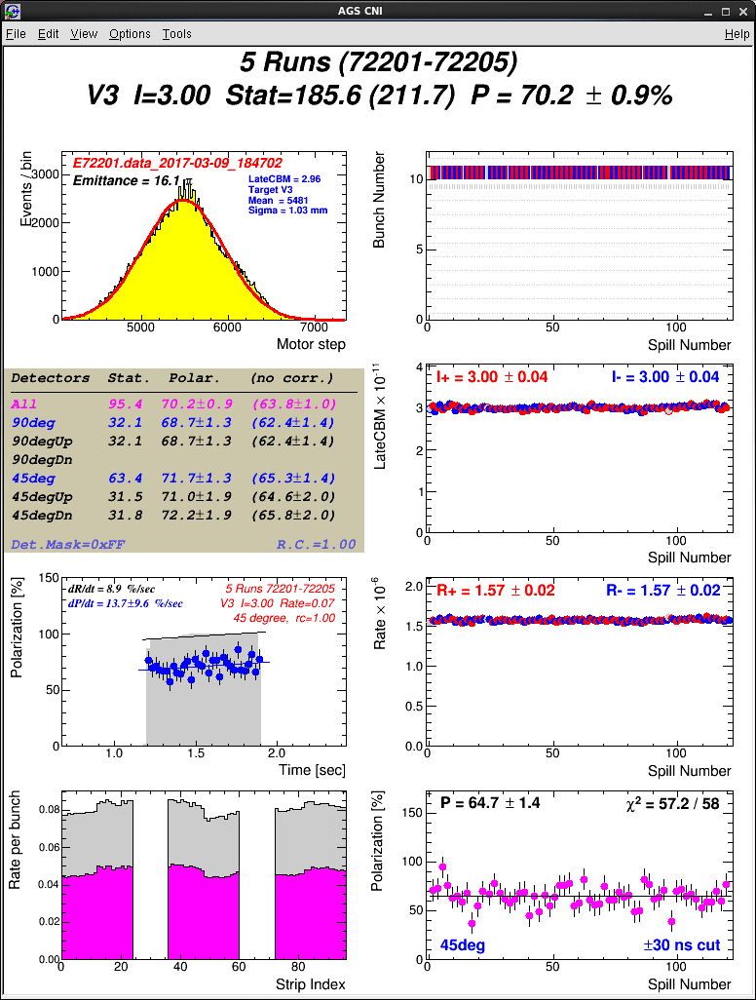 AGS CNI
File Edit View Options Tools Help
5 Runs (72201-72205)
V3 I=3.00 Stat=185.6 (211.7) P = 70.2 ± 0.9%
E72201.data_2017-03-09_184702
Emittance = 16.1
LateCBM = 2.96
Target V3
Mean = 5481
Sigma = 1.03 mm
Events / bin
3000
2000
1000
0
5000 6000 7000
Motor step
Bunch Number
10
5
0
0 50 100
Spill Number
Detectors Stat. Polar. (no corr.)
All 95.4 70.2±0.9 (63.8±1.0)
90deg 32.1 68.7±1.3 (62.4±1.4)
90degUp 32.1 68.7±1.3 (62.4±1.4)
90degDn
45deg 63.4 71.7±1.3 (65.3±1.4)
45degUp 31.5 71.0±1.9 (64.6±2.0)
45degDn 31.8 72.2±1.9 (65.8±2.0)
Det.Mask=0xFF R.C.=1.00
I+ = 3.00 ± 0.04 I- = 3.00 ± 0.04
LateCBM × 10⁻¹¹
4
3
2
1
0
0 50 100
Spill Number
dR/dt = 8.9 %/sec
dP/dt = 13.7±9.6 %/sec
5 Runs 72201-72205
V3 I=3.00 Rate=0.07
45 degree, rc=1.00
Polarization [%]
150
100
50
0
1.0 1.5 2.0
Time [sec]
R+ = 1.57 ± 0.02 R- = 1.57 ± 0.02
Rate × 10⁻⁶
2.0
1.5
1.0
0.5
0.0
0 50 100
Spill Number
Rate per bunch
0.08
0.06
0.04
0.02
0.00
0 20 40 60 80
Strip Index
P = 64.7 ± 1.4 χ² = 57.2 / 58
Polarization [%]
150
100
50
0
45deg ±30 ns cut
0 50 100
Spill Number